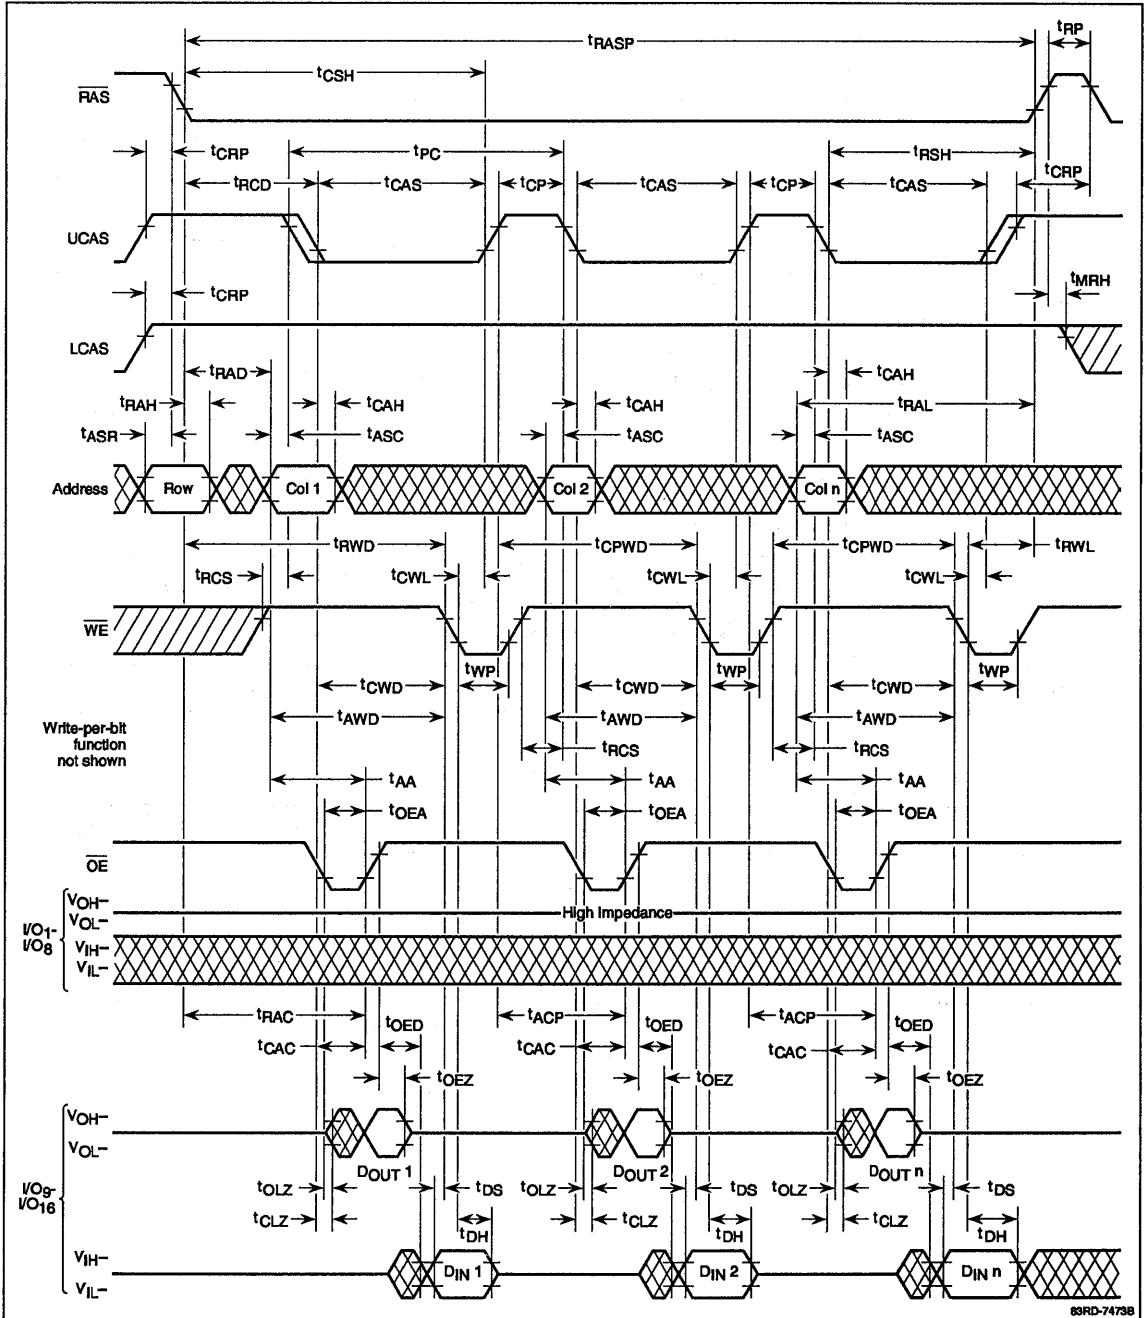 tRASP
tRP
tCSH
RAS
tCRP
tPC
tRSH
tRCD
tCAS
tCP
tCAS
tCP
tCAS
tCRP
UCAS
tCRP
tMRH
LCAS
tRAD
tCAH
tRAH
tCAH
tCAH
tRAL
tASR
tASC
tASC
tASC
Address
Row
Col 1
Col 2
Col n
tRWD
tCPWD
tCPWD
tRWL
tRCS
tCWL
tCWL
tCWL
WE
tWP
tWP
tWP
tCWD
tCWD
tCWD
tAWD
tAWD
tAWD
Write-per-bit
function
not shown
tRCS
tRCS
tAA
tAA
tAA
tOEA
tOEA
tOEA
OE
VOH
VOL
High Impedance
I/O1-
I/O8
VIH
VIL
tRAC
tACP
tACP
tOED
tOED
tOED
tCAC
tCAC
tCAC
tOEZ
tOEZ
tOEZ
VOH
VOL
DOUT 1
DOUT 2
DOUT n
I/O9-
I/O16
tOLZ
tDS
tOLZ
tDS
tOLZ
tDS
tCLZ
tCLZ
tCLZ
tDH
tDH
tDH
VIH
VIL
DIN 1
DIN 2
DIN n
83RD-7473B